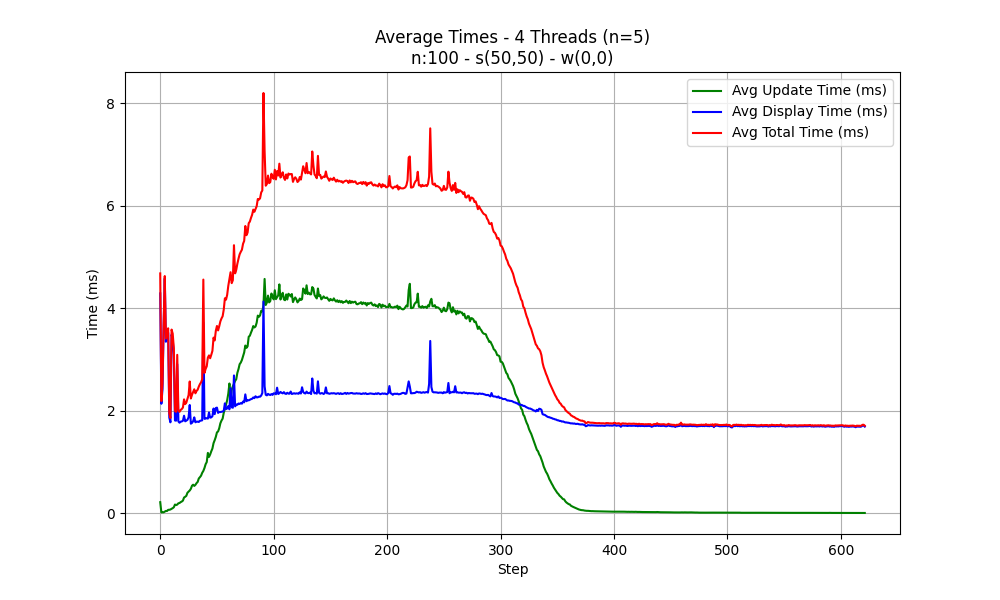 Average Times - 4 Threads (n=5)
n:100 - s(50,50) - w(0,0)
Avg Update Time (ms)
Avg Display Time (ms)
Avg Total Time (ms)
Time (ms)
8
6
4
2
0
0 100 200 300 400 500 600
Step